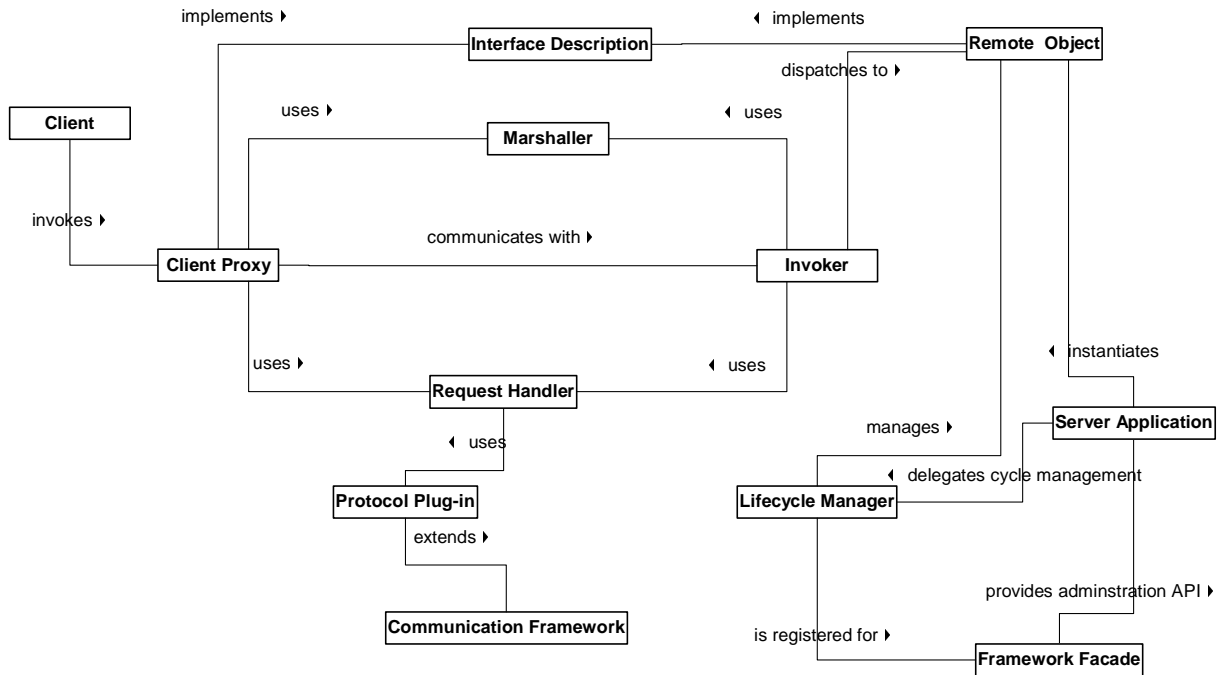 implements
implements
Interface Description
Remote Object
dispatches to
uses
uses
Client
Marshaller
invokes
communicates with
Client Proxy
Invoker
uses
uses
instantiates
Request Handler
Server Application
manages
uses
delegates cycle management
Protocol Plug-in
Lifecycle Manager
extends
provides adminstration API
Communication Framework
is registered for
Framework Facade